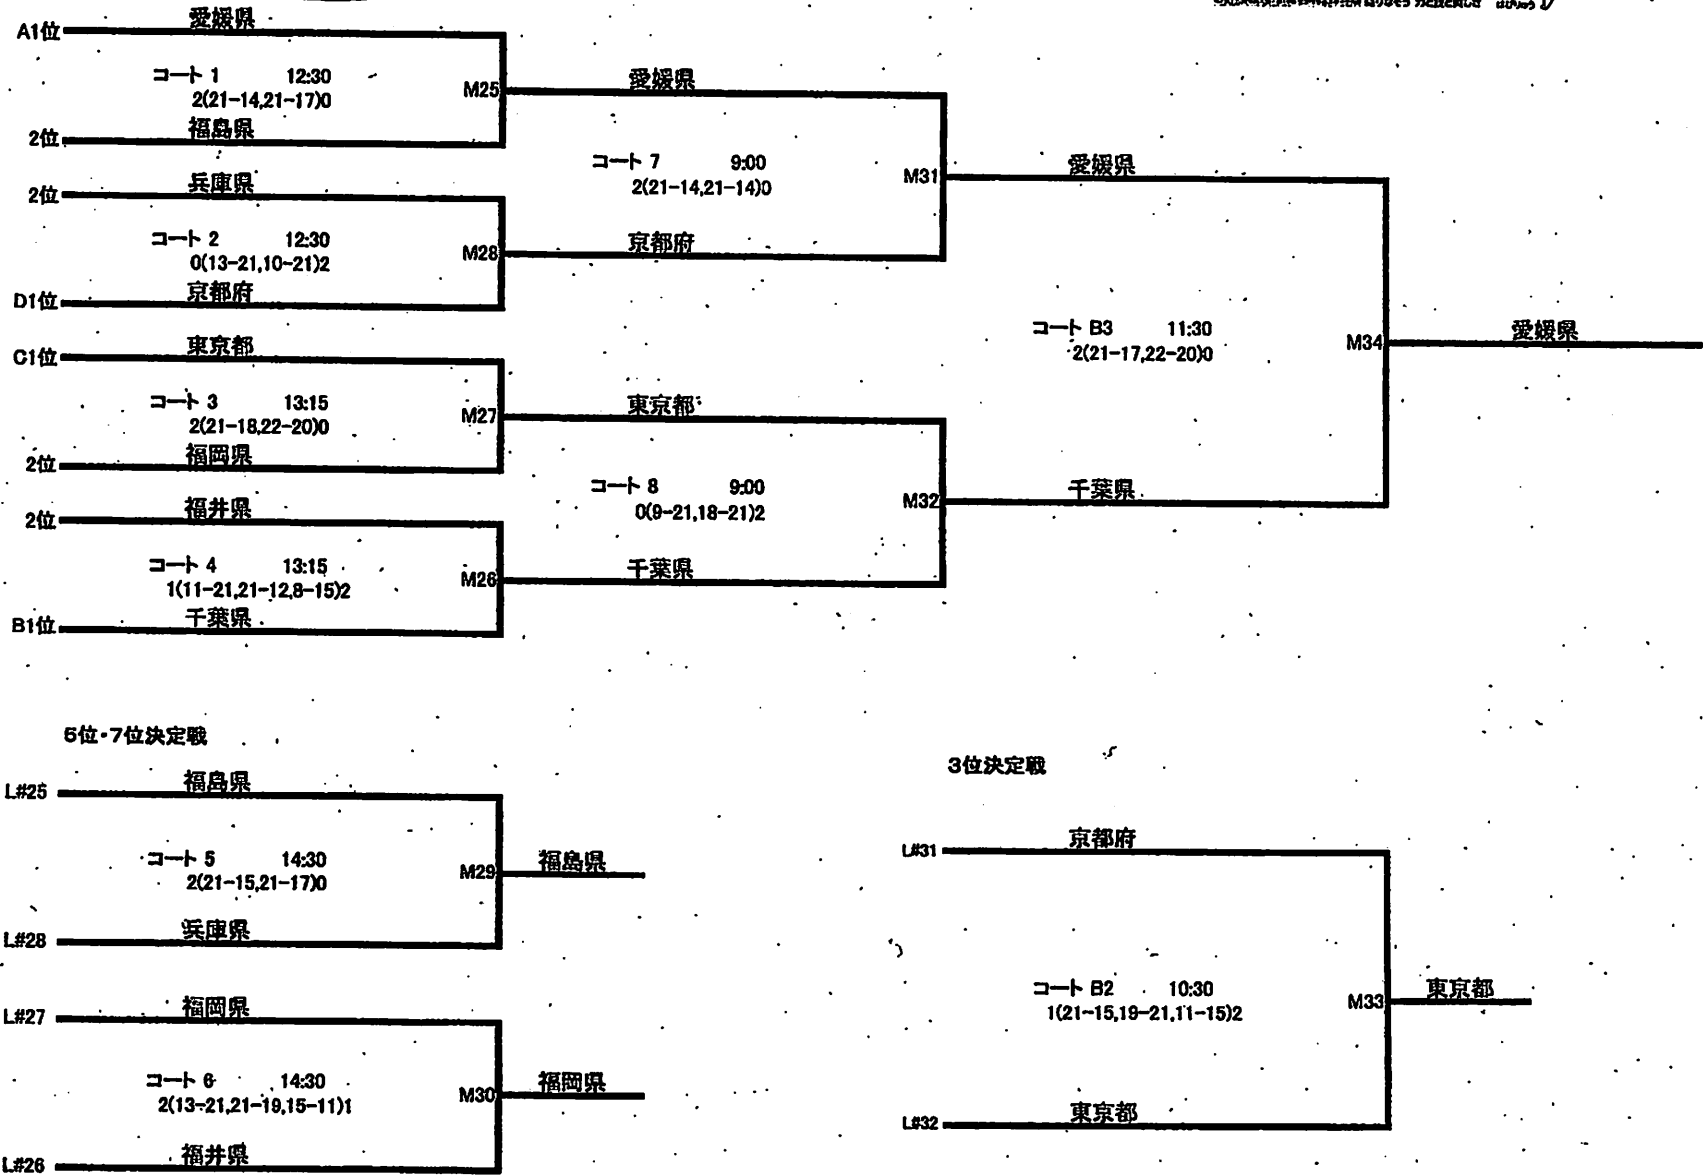 愛媛県
A1位
コート 1 12:30
2(21-14,21-17)0
M25
福島県
2位
愛媛県
兵庫県
2位
コート 7 9:00
2(21-14,21-14)0
M31
愛媛県
コート 2 12:30
0(13-21,10-21)2
M28
京都府
京都府
D1位
東京都
C1位
コート B3 11:30
2(21-17,22-20)0
M34
愛媛県
コート 3 13:15
2(21-18,22-20)0
M27
東京都
福岡県
2位
福井県
2位
コート 8 9:00
0(9-21,18-21)2
M32
千葉県
コート 4 13:15
1(11-21,21-12,8-15)2
M26
千葉県
千葉県
B1位
5位・7位決定戦
福島県
L#25
コート 5 14:30
2(21-15,21-17)0
M29
福島県
兵庫県
L#28
福岡県
L#27
コート 6 14:30
2(13-21,21-19,15-11)1
M30
福岡県
福井県
L#26
3位決定戦
京都府
L#31
コート B2 10:30
1(21-15,19-21,11-15)2
M33
東京都
東京都
L#32